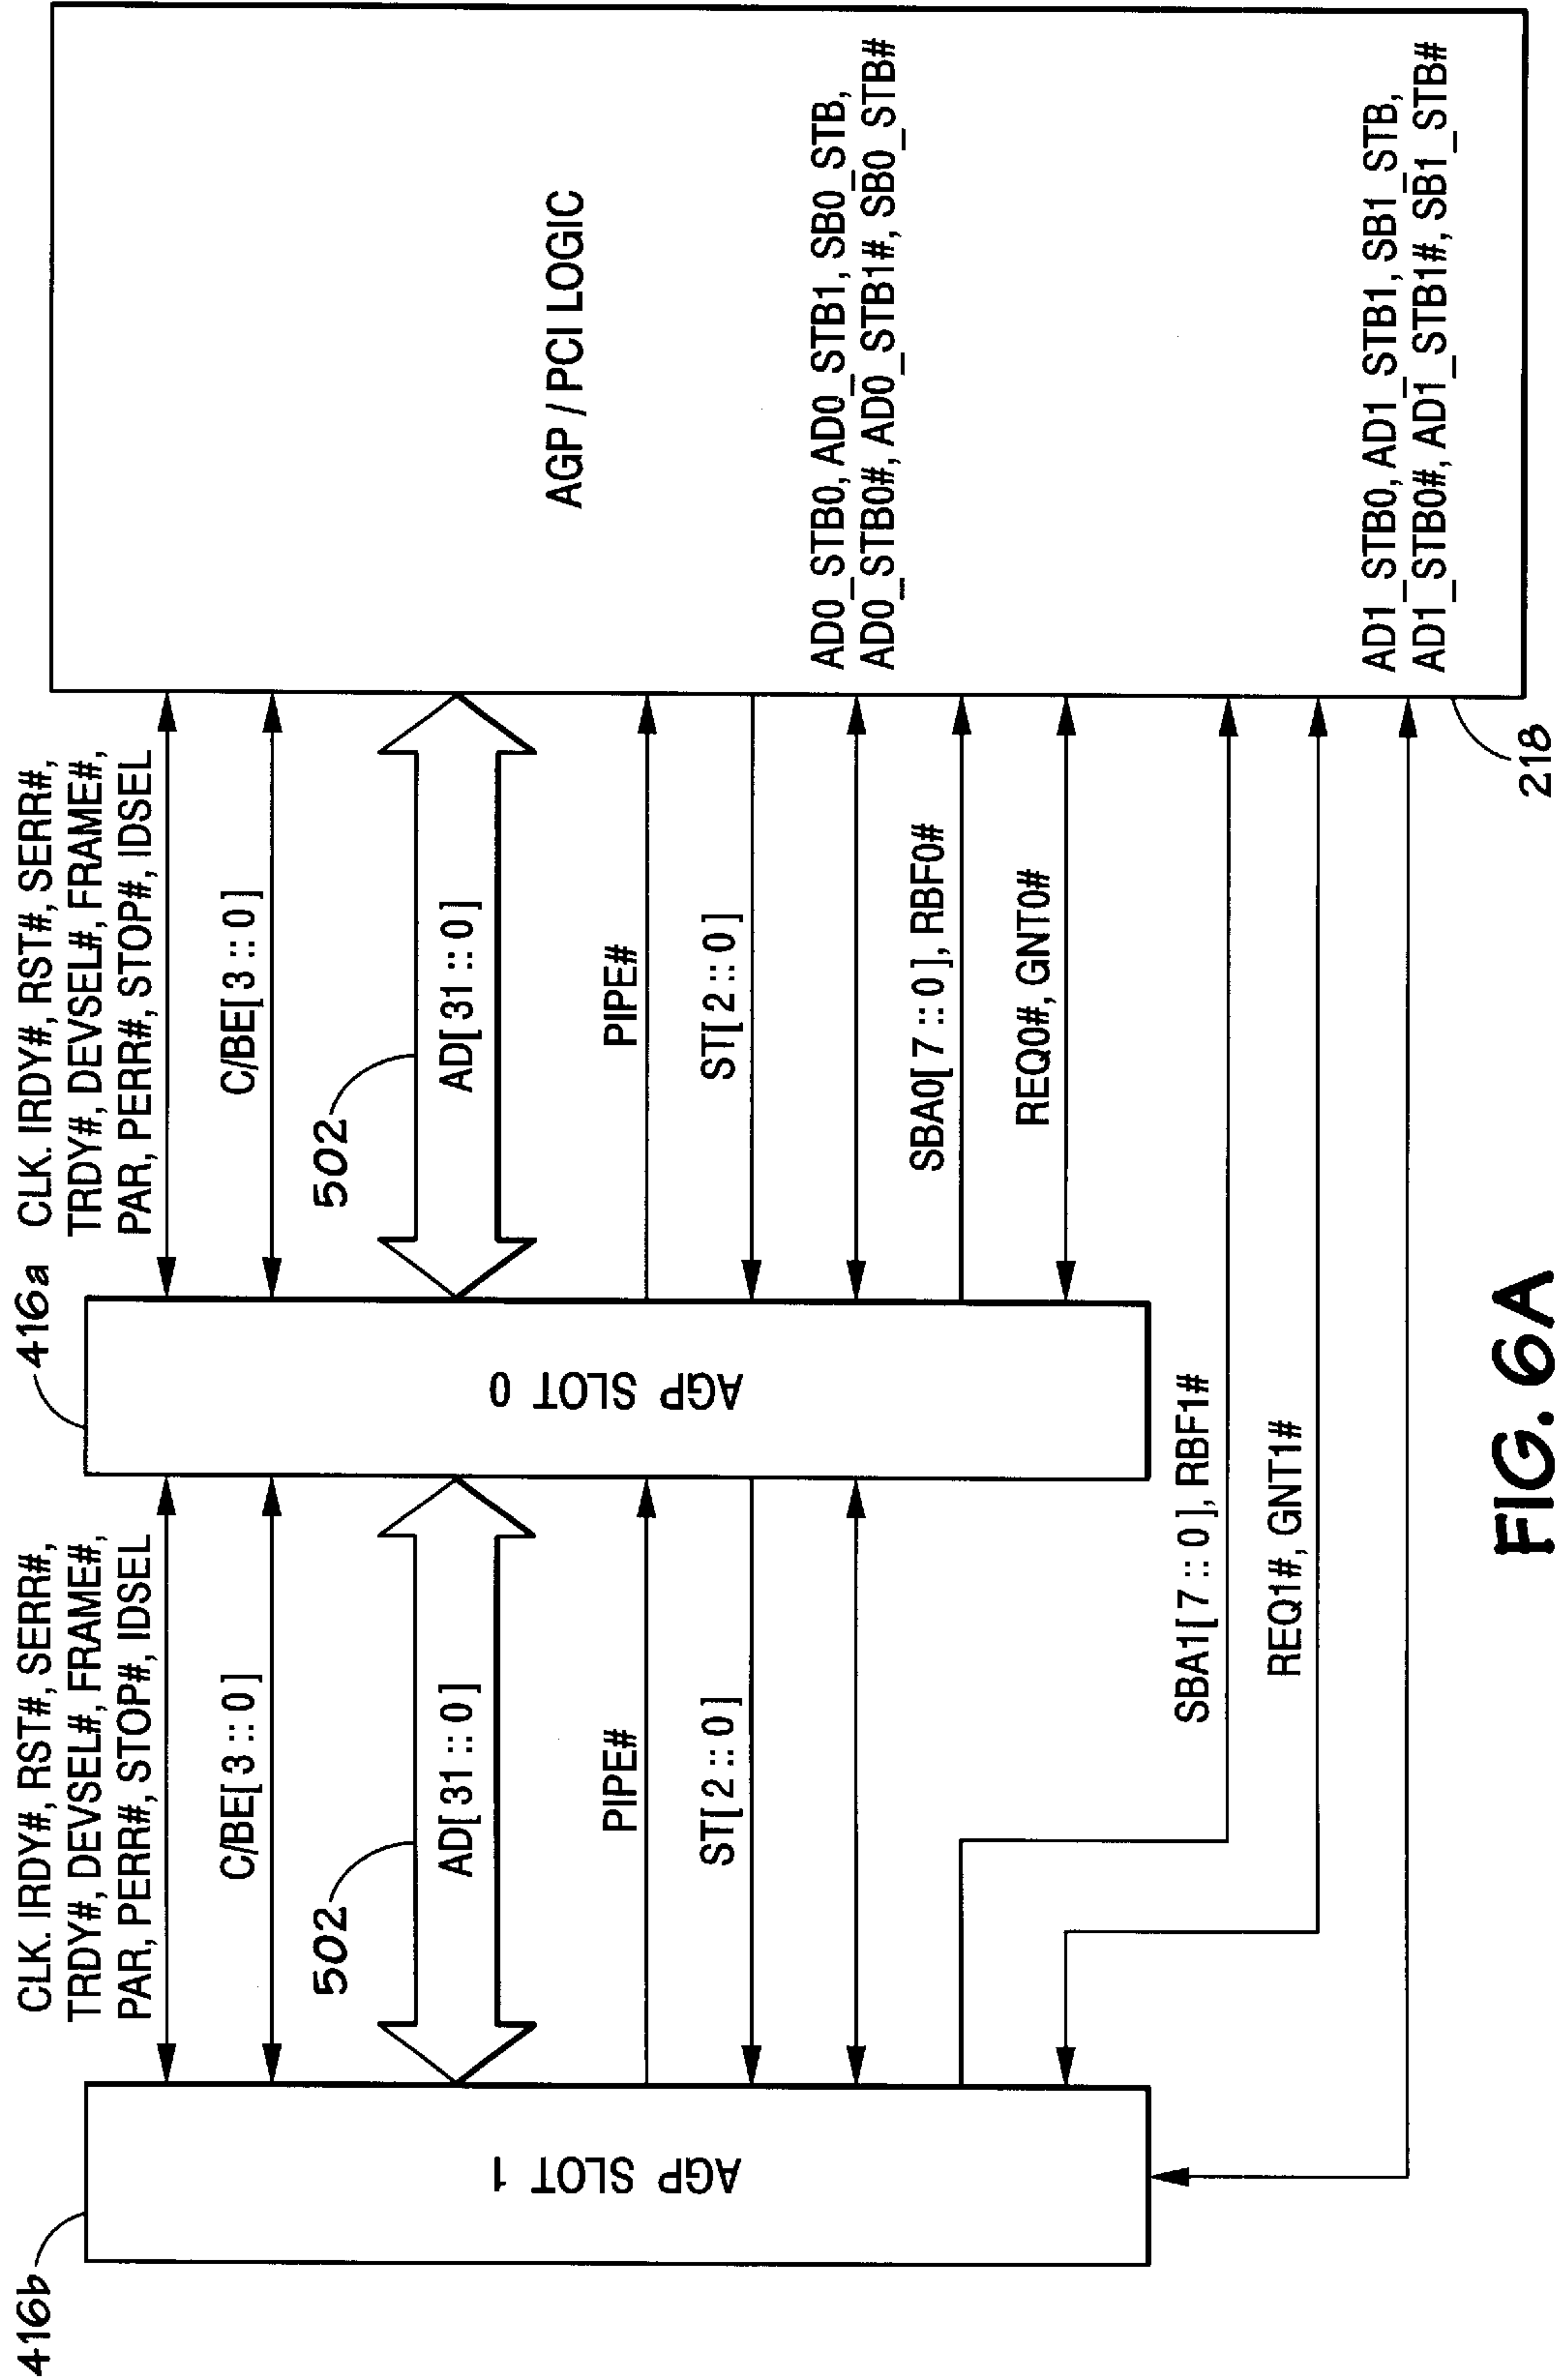 416b
416a
CLK. IRDY#, RST#, SERR#,
TRDY#, DEVSEL#, FRAME#,
PAR, PERR#, STOP#, IDSEL
CLK. IRDY#, RST#, SERR#,
TRDY#, DEVSEL#, FRAME#,
PAR, PERR#, STOP#, IDSEL
C/BE[ 3 :: 0 ]
C/BE[ 3 :: 0 ]
502
502
AD[ 31 :: 0 ]
AD[ 31 :: 0 ]
AGP SLOT 1
AGP SLOT 0
AGP / PCI LOGIC
PIPE#
PIPE#
ST[ 2 :: 0 ]
ST[ 2 :: 0 ]
AD0_STB0, AD0_STB1, SB0_STB,
AD0_STB0#, AD0_STB1#, SB0_STB#
SBA0[ 7 :: 0 ], RBF0#
REQ0#, GNT0#
SBA1[ 7 :: 0 ], RBF1#
REQ1#, GNT1#
AD1_STB0, AD1_STB1, SB1_STB,
AD1_STB0#, AD1_STB1#, SB1_STB#
218
FIG. 6A